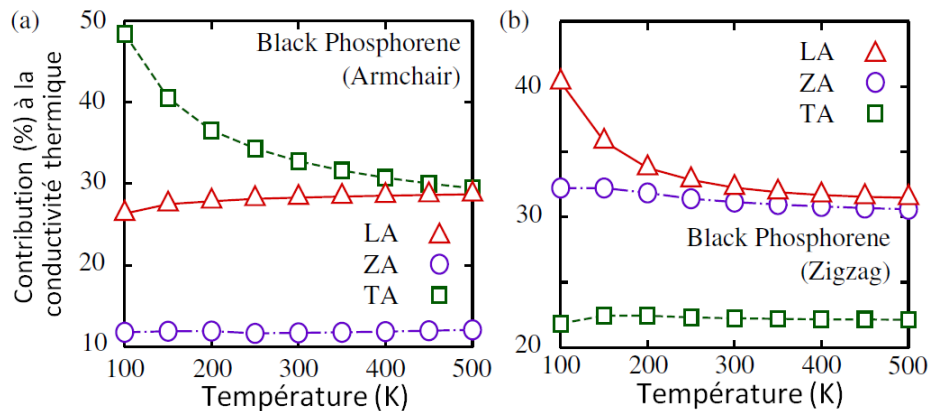 (a)
Contribution (%) à la
conductivité thermique
50
40
30
20
10
Black Phosphorene
(Armchair)
LA
ZA
TA
100 200 300 400 500
Température (K)
(b)
40
30
20
LA
ZA
TA
Black Phosphorene
(Zigzag)
100 200 300 400 500
Température (K)